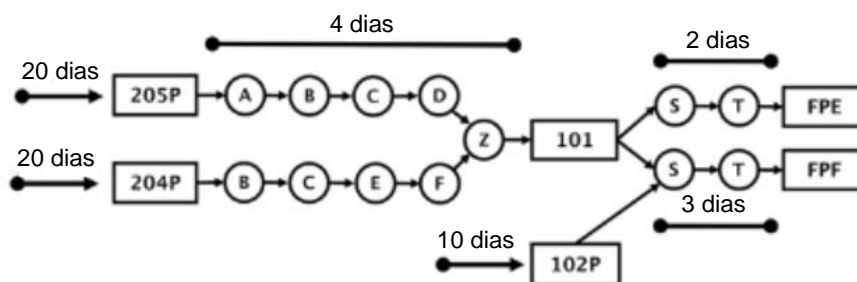 4 dias
2 dias
20 dias
205P A B C D S T FPE
Z 101
20 dias
204P B C E F S T FPF
3 dias
10 dias
102P